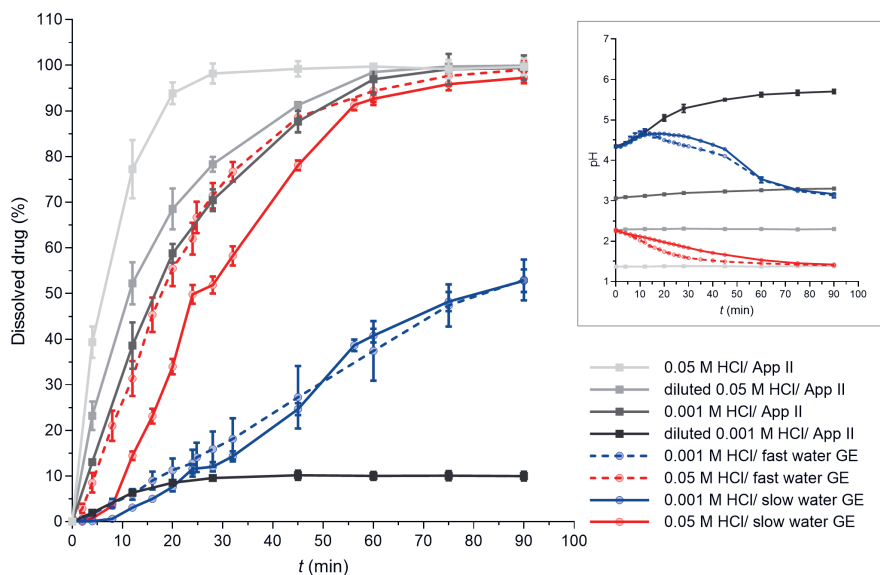 Dissolved drug (%)
110
100
90
80
70
60
50
40
30
20
10
0
0 10 20 30 40 50 60 70 80 90 100
t (min)
pH
7
6
5
4
3
2
1
0 10 20 30 40 50 60 70 80 90 100
t (min)
0.05 M HCl/ App II
diluted 0.05 M HCl/ App II
0.001 M HCl/ App II
diluted 0.001 M HCl/ App II
0.001 M HCl/ fast water GE
0.05 M HCl/ fast water GE
0.001 M HCl/ slow water GE
0.05 M HCl/ slow water GE